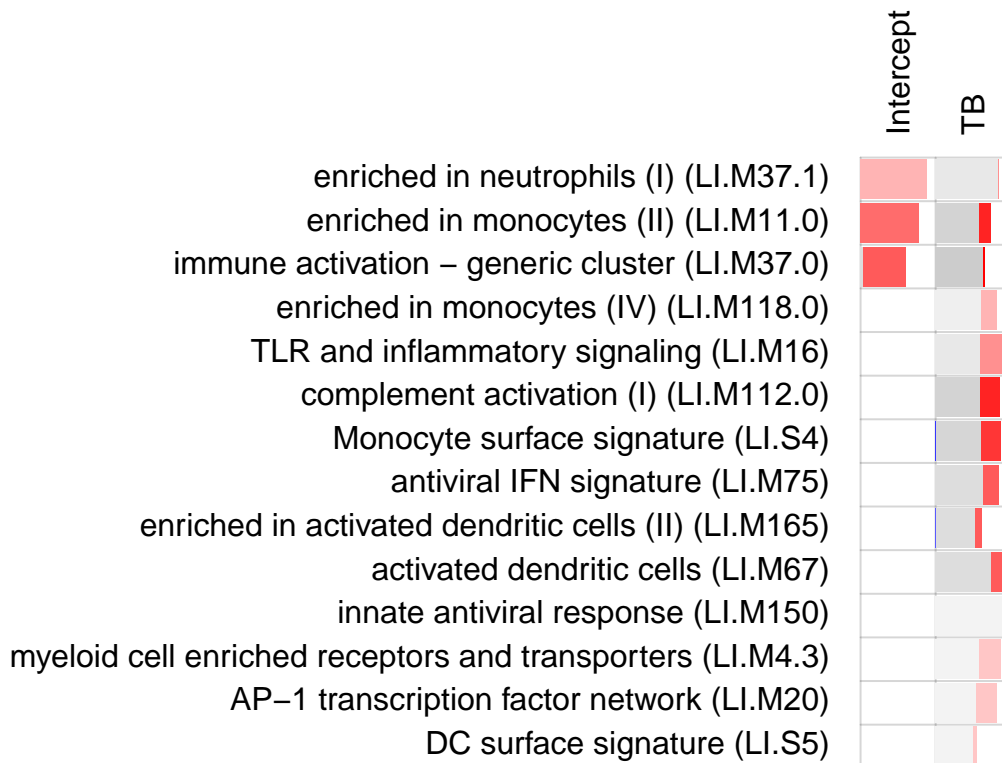 Intercept
TB
enriched in neutrophils (I) (LI.M37.1)
enriched in monocytes (II) (LI.M11.0)
immune activation − generic cluster (LI.M37.0)
enriched in monocytes (IV) (LI.M118.0)
TLR and inflammatory signaling (LI.M16)
complement activation (I) (LI.M112.0)
Monocyte surface signature (LI.S4)
antiviral IFN signature (LI.M75)
enriched in activated dendritic cells (II) (LI.M165)
activated dendritic cells (LI.M67)
innate antiviral response (LI.M150)
myeloid cell enriched receptors and transporters (LI.M4.3)
AP−1 transcription factor network (LI.M20)
DC surface signature (LI.S5)